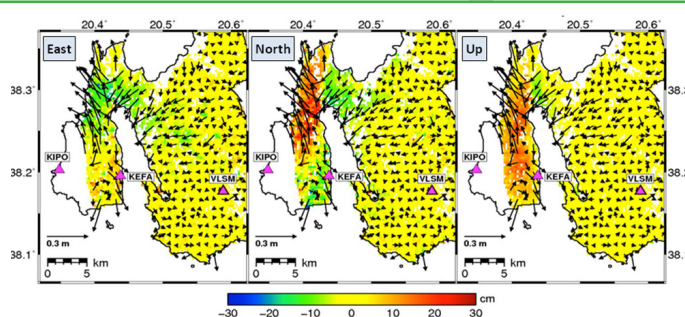 20.4˚ 20.5˚ 20.6˚ 20.4˚ 20.5˚ 20.6˚ 20.4˚ 20.5˚ 20.6˚
East North Up
38.3˚
KIPO KIPO KIPO
38.2˚
KEFA VLSM KEFA VLSM KEFA VLSM
38.1˚
0.3 m 0.3 m 0.3 m
km km km
0 5 0 5 0 5
cm
−30 −20 −10 0 10 20 30